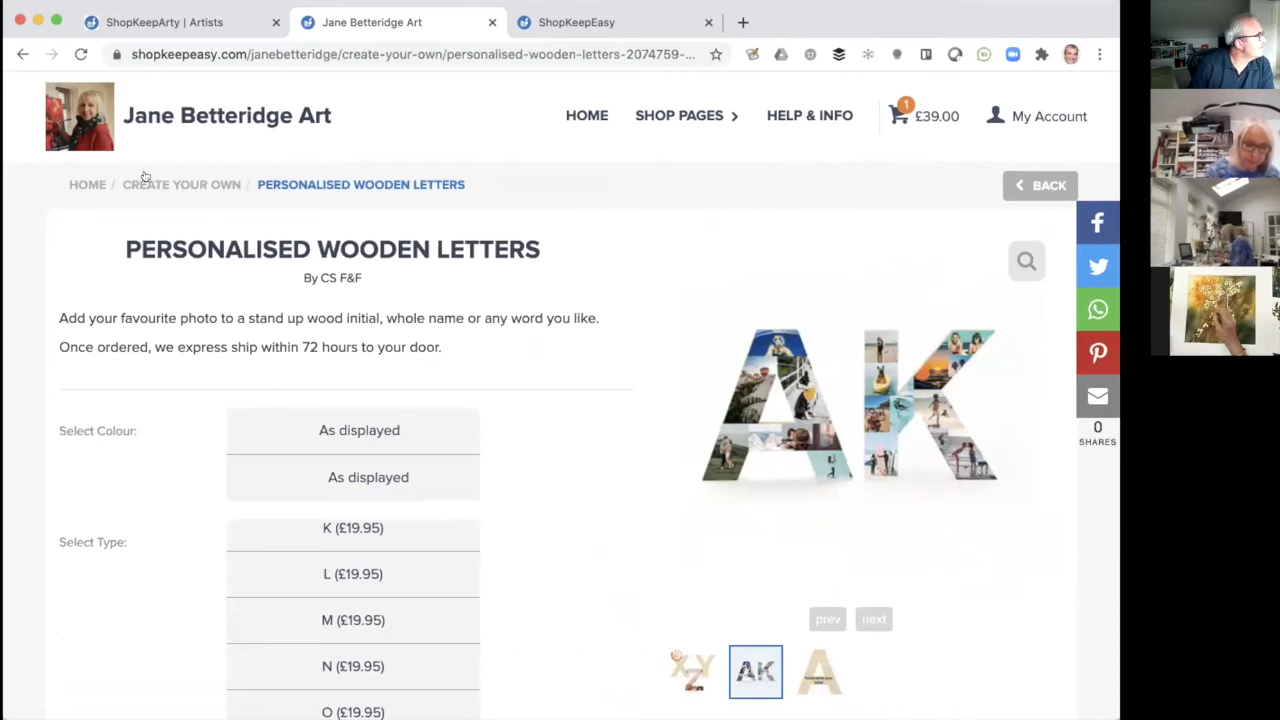 ShopKeepArty | Artists
Jane Betteridge Art
ShopKeepEasy
shopkeepeasy.com/janebetteridge/create-your-own/personalised-wooden-letters-2074759-...
Jane Betteridge Art
HOME
SHOP PAGES
HELP & INFO
1
£39.00
My Account
HOME / CREATE YOUR OWN / PERSONALISED WOODEN LETTERS
BACK
PERSONALISED WOODEN LETTERS
By CS F&F
Add your favourite photo to a stand up wood initial, whole name or any word you like.
Once ordered, we express ship within 72 hours to your door.
Select Colour:
As displayed
As displayed
Select Type:
K (£19.95)
L (£19.95)
M (£19.95)
N (£19.95)
O (£19.95)
AK
prev
next
XY
Z
AK
A
0
SHARES